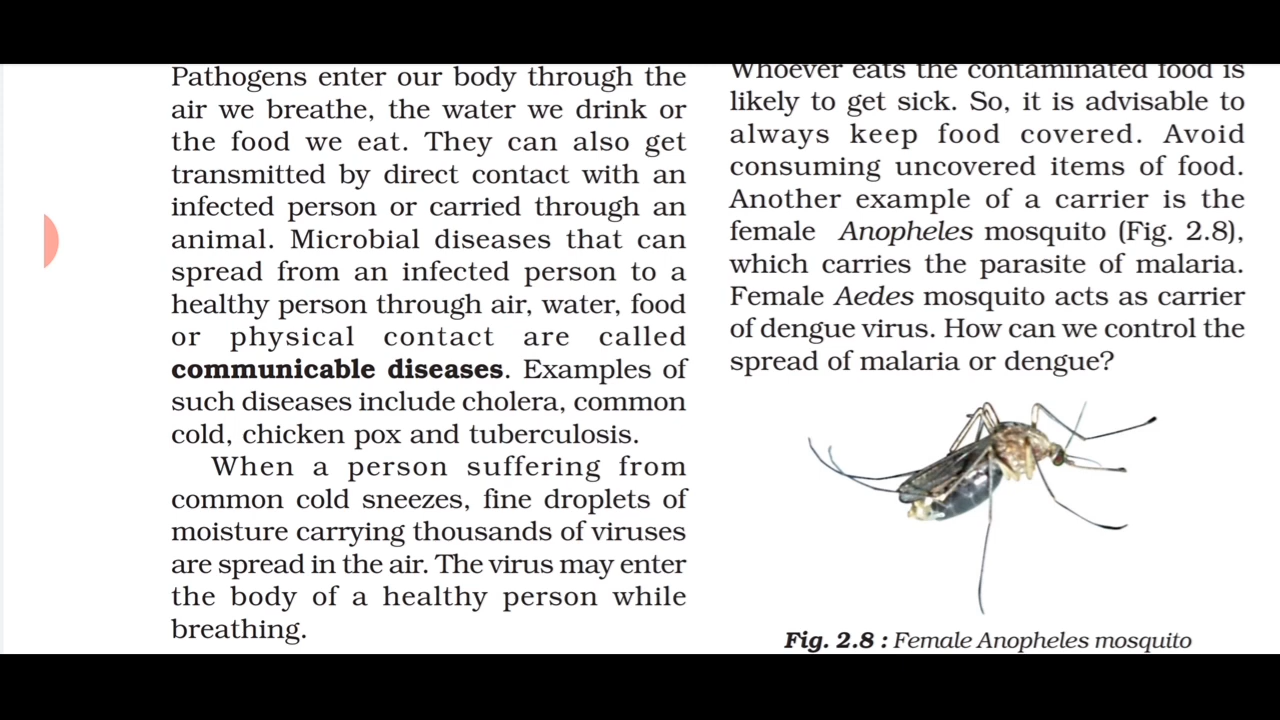 Pathogens enter our body through the
air we breathe, the water we drink or
the food we eat. They can also get
transmitted by direct contact with an
infected person or carried through an
animal. Microbial diseases that can
spread from an infected person to a
healthy person through air, water, food
or physical contact are called
communicable diseases. Examples of
such diseases include cholera, common
cold, chicken pox and tuberculosis.
When a person suffering from
common cold sneezes, fine droplets of
moisture carrying thousands of viruses
are spread in the air. The virus may enter
the body of a healthy person while
breathing.
Whoever eats the contaminated food is
likely to get sick. So, it is advisable to
always keep food covered. Avoid
consuming uncovered items of food.
Another example of a carrier is the
female Anopheles mosquito (Fig. 2.8),
which carries the parasite of malaria.
Female Aedes mosquito acts as carrier
of dengue virus. How can we control the
spread of malaria or dengue?
Fig. 2.8 : Female Anopheles mosquito